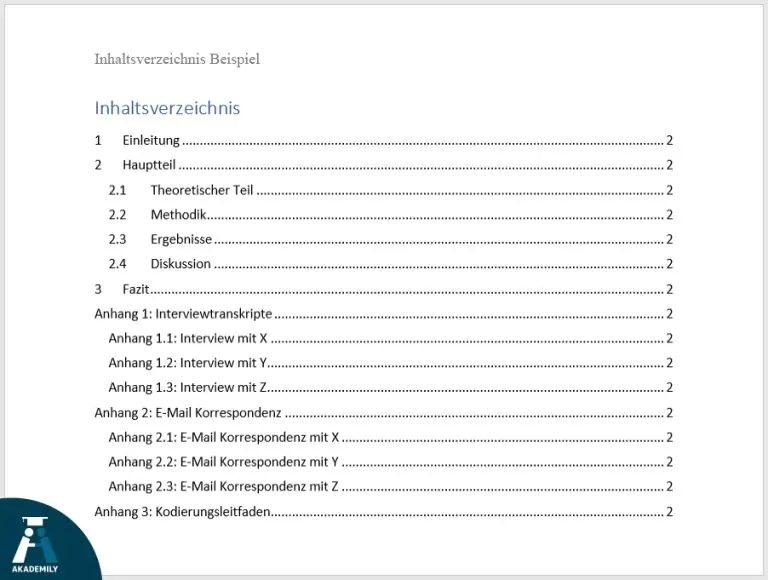 Inhaltsverzeichnis Beispiel
Inhaltsverzeichnis
1 Einleitung 2
2 Hauptteil 2
2.1 Theoretischer Teil 2
2.2 Methodik 2
2.3 Ergebnisse 2
2.4 Diskussion 2
3 Fazit 2
Anhang 1: Interviewtranskripte 2
Anhang 1.1: Interview mit X 2
Anhang 1.2: Interview mit Y 2
Anhang 1.3: Interview mit Z 2
Anhang 2: E-Mail Korrespondenz 2
Anhang 2.1: E-Mail Korrespondenz mit X 2
Anhang 2.2: E-Mail Korrespondenz mit Y 2
Anhang 2.3: E-Mail Korrespondenz mit Z 2
Anhang 3: Kodierungsleitfaden 2
AKADEMILY